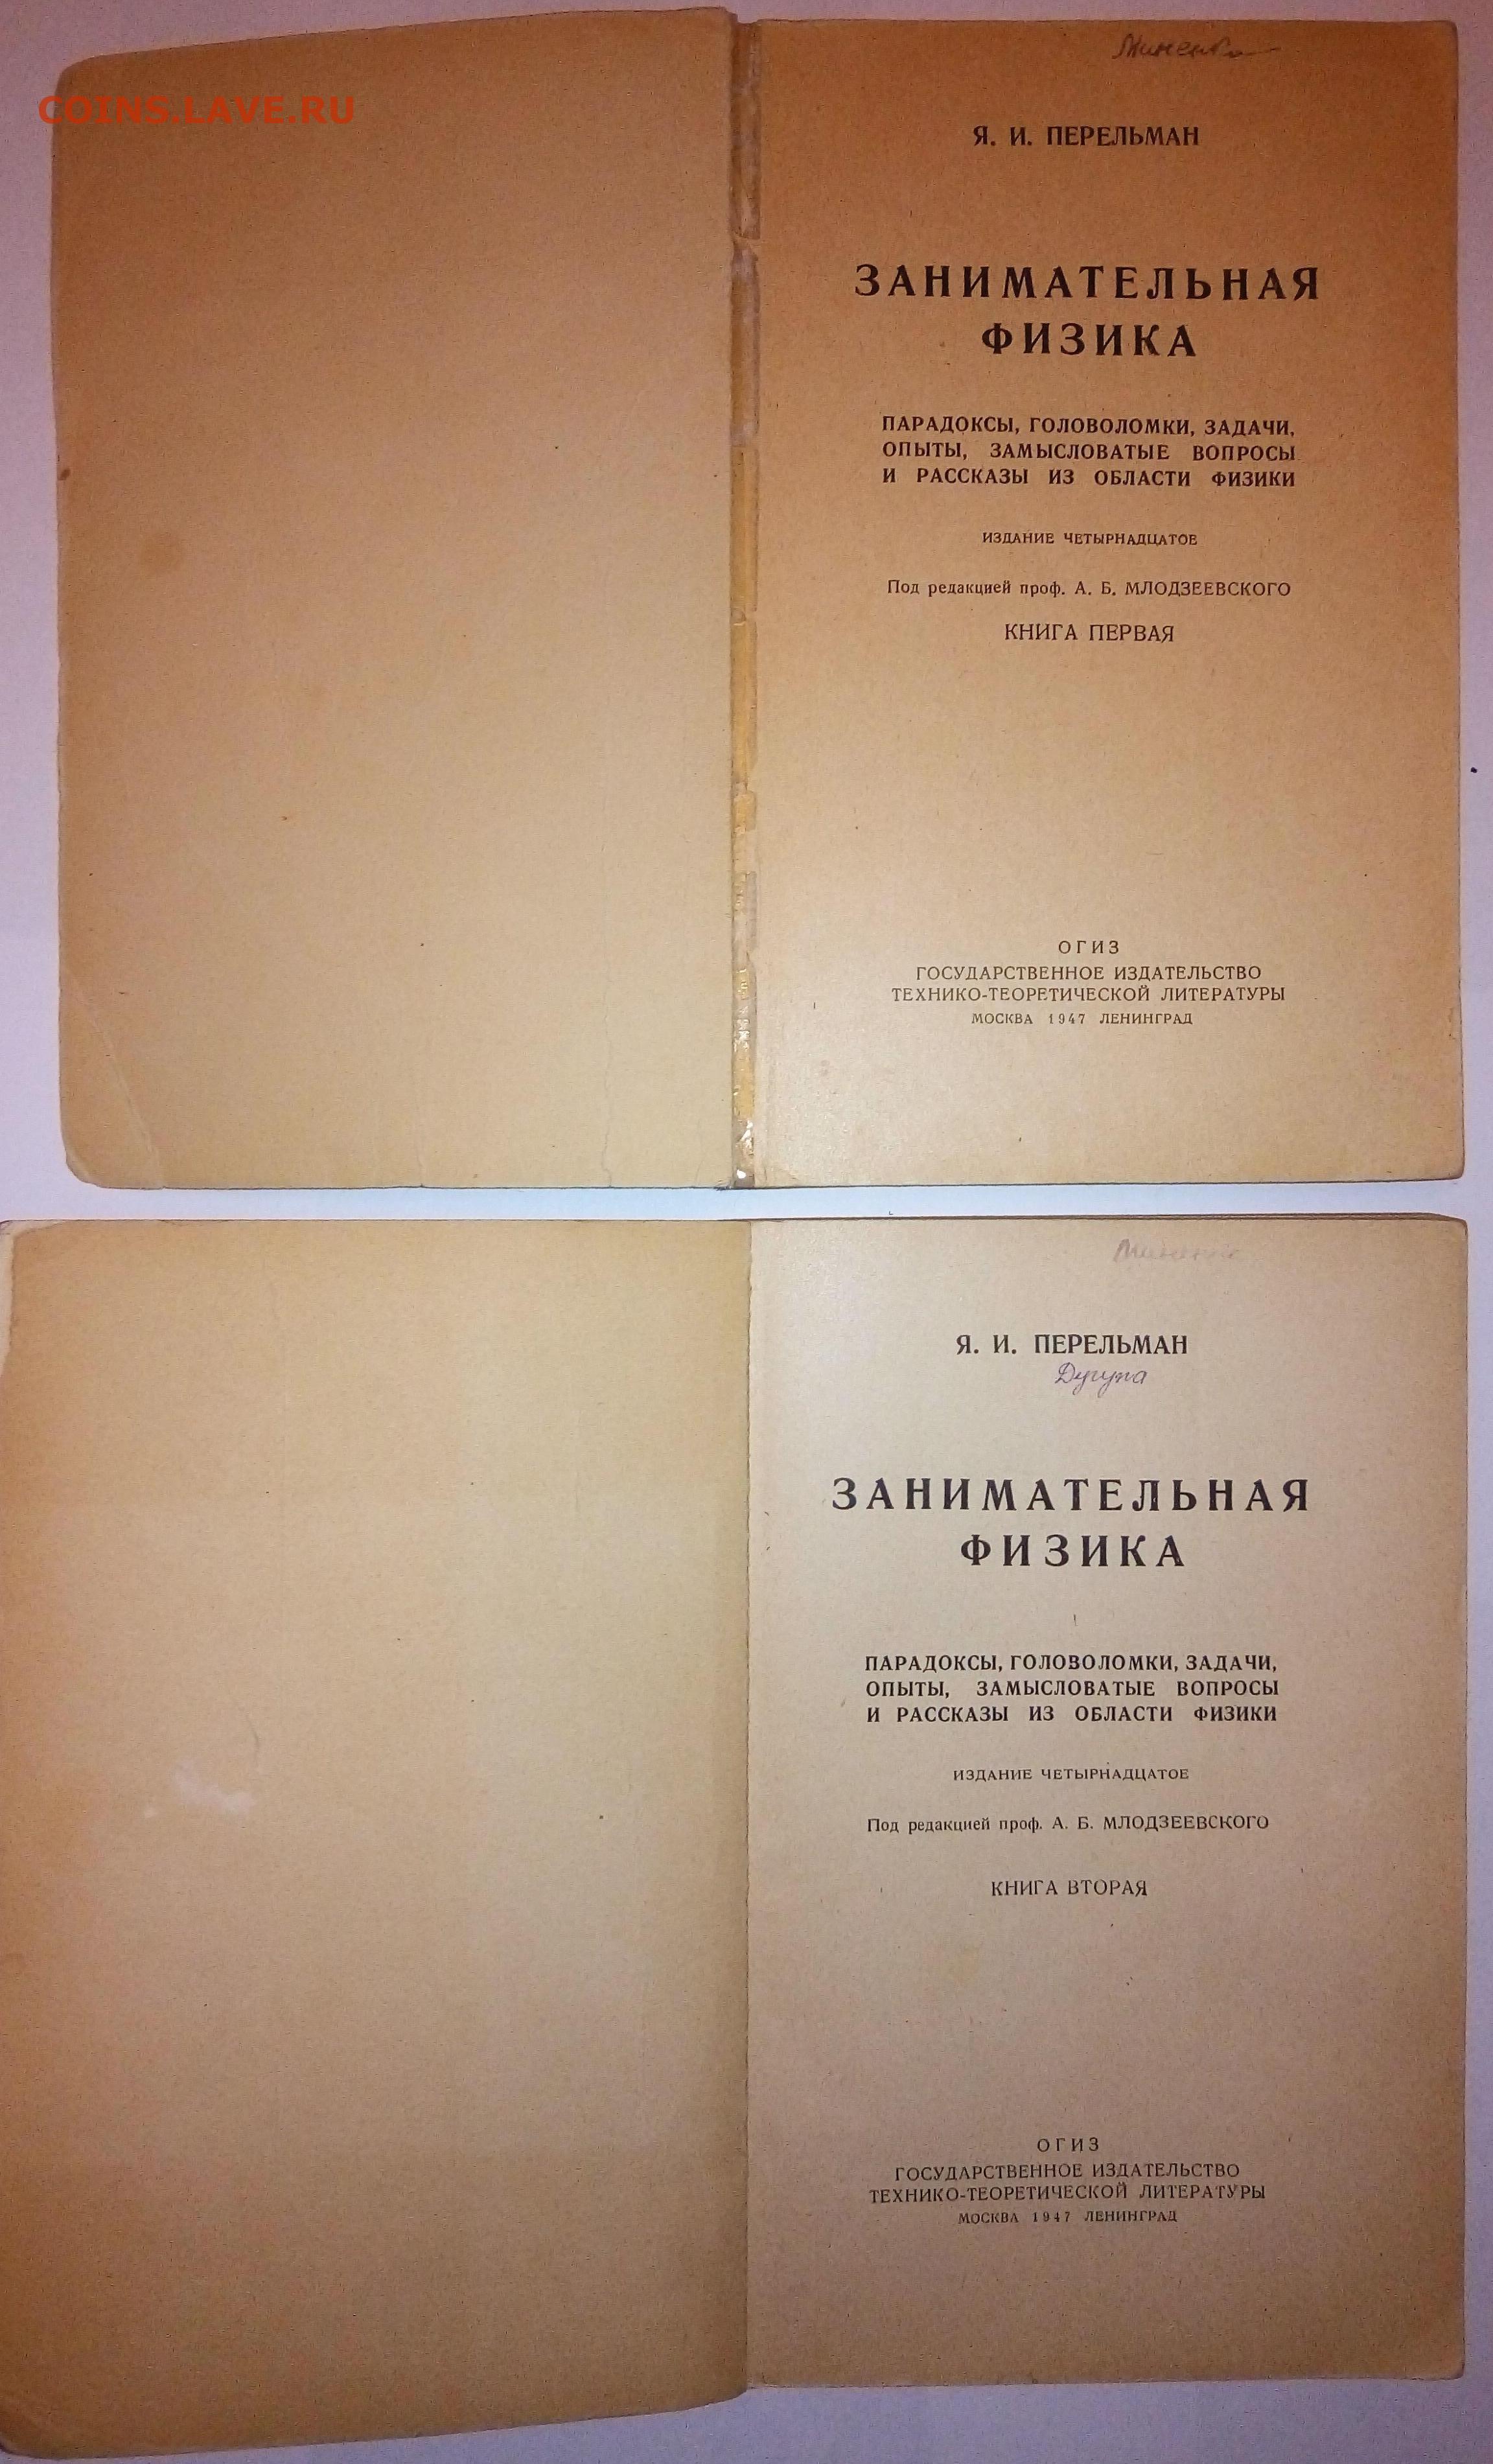 COINS.LAVE.RU
Я. И. ПЕРЕЛЬМАН
ЗАНИМАТЕЛЬНАЯ
ФИЗИКА
ПАРАДОКСЫ, ГОЛОВОЛОМКИ, ЗАДАЧИ,
ОПЫТЫ, ЗАМЫСЛОВАТЫЕ ВОПРОСЫ
И РАССКАЗЫ ИЗ ОБЛАСТИ ФИЗИКИ
ИЗДАНИЕ ЧЕТЫРНАДЦАТОЕ
Под редакцией проф. А. Б. МЛОДЗЕЕВСКОГО
КНИГА ПЕРВАЯ
ОГИЗ
ГОСУДАРСТВЕННОЕ ИЗДАТЕЛЬСТВО
ТЕХНИКО-ТЕОРЕТИЧЕСКОЙ ЛИТЕРАТУРЫ
МОСКВА 1947 ЛЕНИНГРАД
Я. И. ПЕРЕЛЬМАН
ЗАНИМАТЕЛЬНАЯ
ФИЗИКА
ПАРАДОКСЫ, ГОЛОВОЛОМКИ, ЗАДАЧИ,
ОПЫТЫ, ЗАМЫСЛОВАТЫЕ ВОПРОСЫ
И РАССКАЗЫ ИЗ ОБЛАСТИ ФИЗИКИ
ИЗДАНИЕ ЧЕТЫРНАДЦАТОЕ
Под редакцией проф. А. Б. МЛОДЗЕЕВСКОГО
КНИГА ВТОРАЯ
ОГИЗ
ГОСУДАРСТВЕННОЕ ИЗДАТЕЛЬСТВО
ТЕХНИКО-ТЕОРЕТИЧЕСКОЙ ЛИТЕРАТУРЫ
МОСКВА 1947 ЛЕНИНГРАД